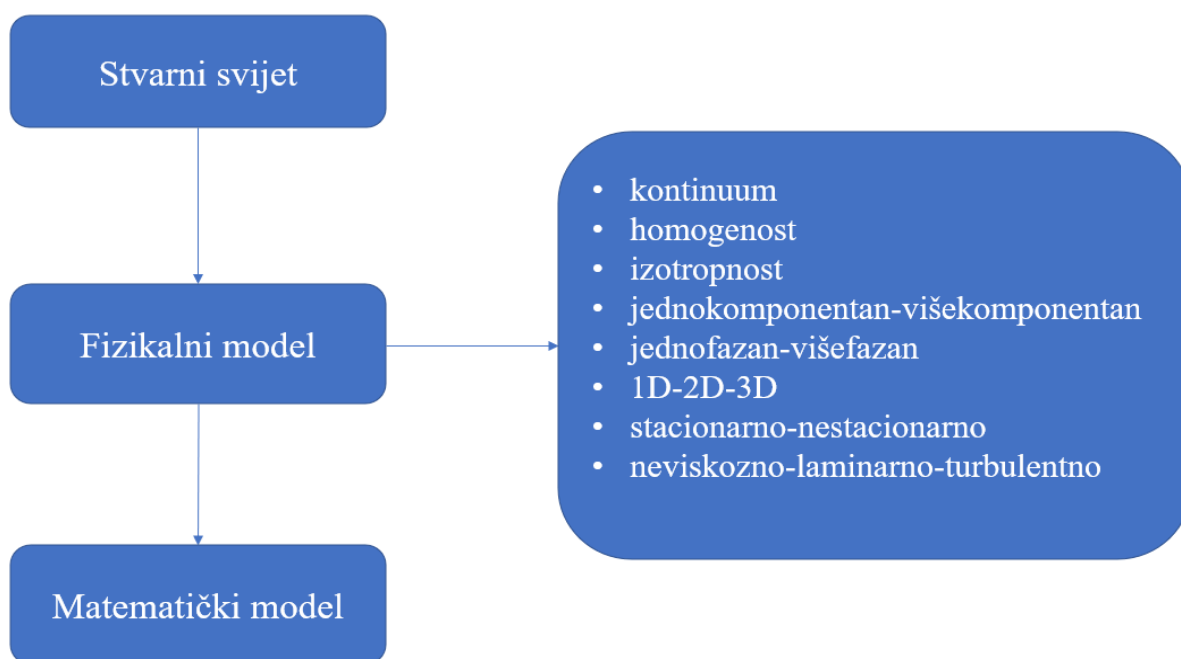 Stvarni svijet
Fizikalni model
• kontinuum
• homogenost
• izotropnost
• jednokomponentan-višekomponentan
• jednofazan-višefazan
• 1D-2D-3D
• stacionarno-nestacionarno
• neviskozno-laminarno-turbulentno
Matematički model